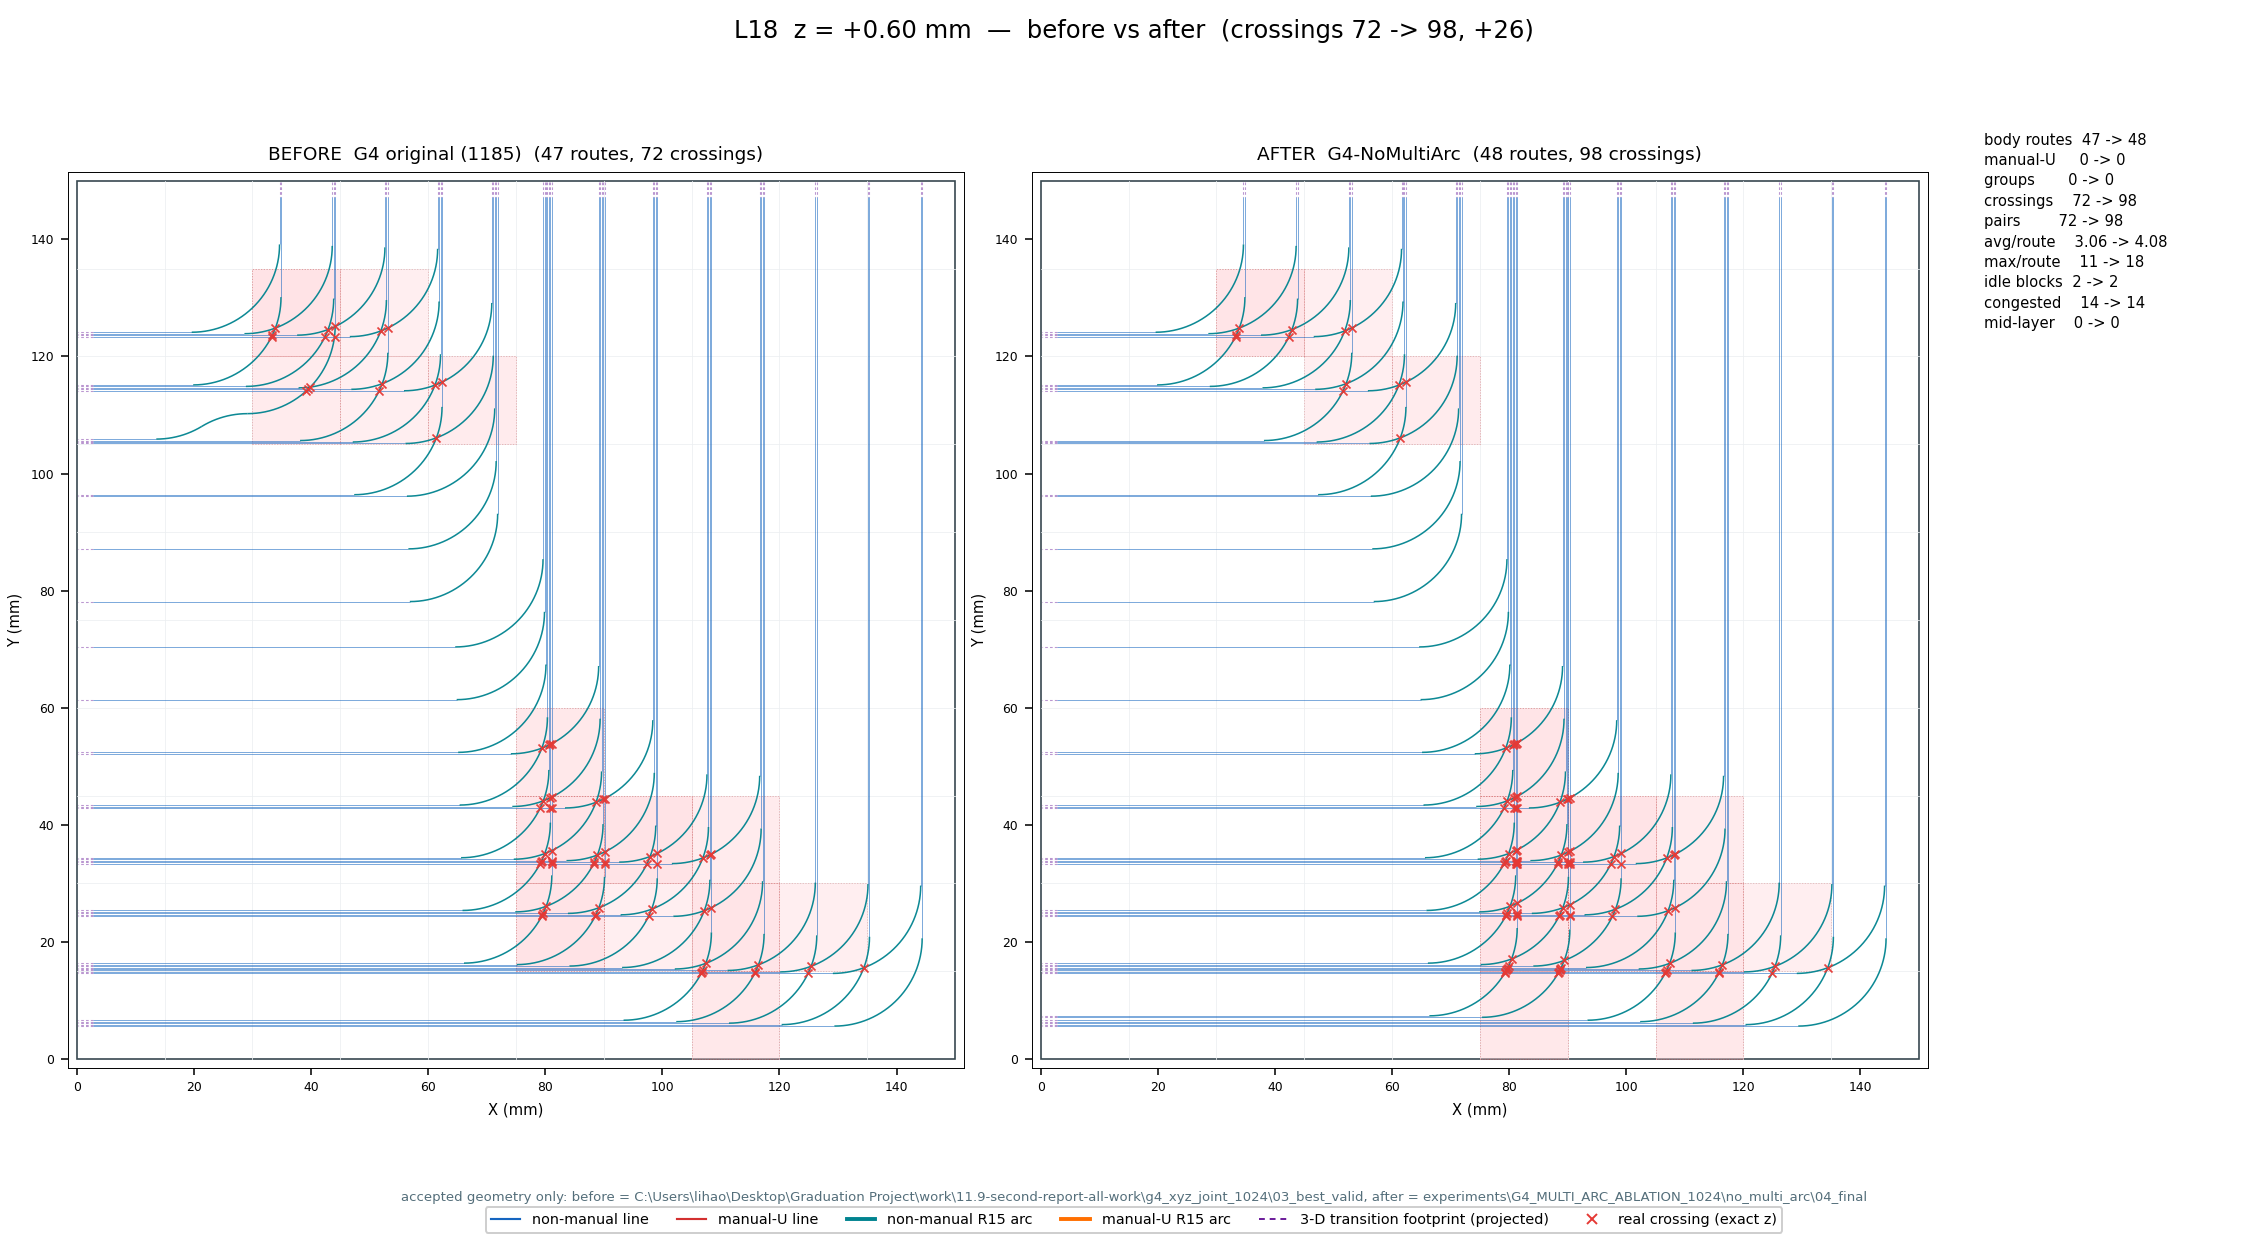 L18  z = +0.60 mm  —  before vs after  (crossings 72 -> 98, +26)
BEFORE  G4 original (1185)  (47 routes, 72 crossings)
AFTER  G4-NoMultiArc  (48 routes, 98 crossings)
body routes  47 -> 48
manual-U  0 -> 0
groups  0 -> 0
crossings  72 -> 98
pairs  72 -> 98
avg/route  3.06 -> 4.08
max/route  11 -> 18
idle blocks  2 -> 2
congested  14 -> 14
mid-layer  0 -> 0
Y (mm)
140
120
100
80
60
40
20
0
0 20 40 60 80 100 120 140
X (mm)
Y (mm)
140
120
100
80
60
40
20
0
0 20 40 60 80 100 120 140
X (mm)
accepted geometry only: before = C:\Users\lihao\Desktop\Graduation Project\work\11.9-second-report-all-work\g4_xyz_joint_1024\03_best_valid, after = experiments\G4_MULTI_ARC_ABLATION_1024\no_multi_arc\04_final
non-manual line  manual-U line  non-manual R15 arc  manual-U R15 arc  3-D transition footprint (projected)  real crossing (exact z)